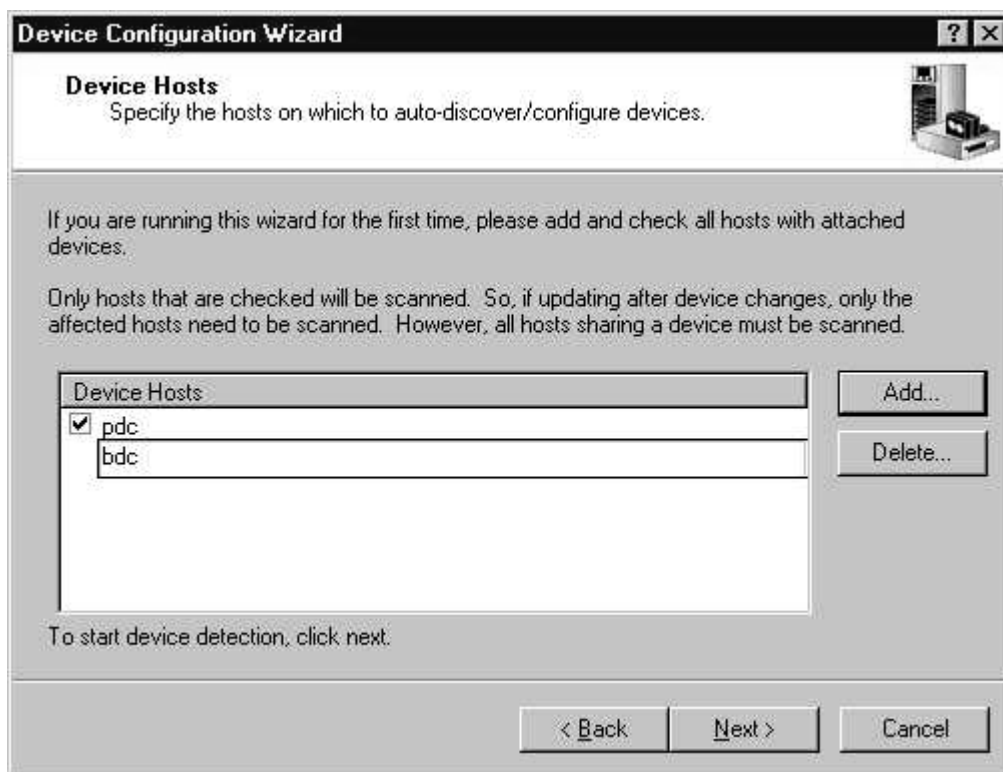 Device Configuration Wizard
Device Hosts
Specify the hosts on which to auto-discover/configure devices.
If you are running this wizard for the first time, please add and check all hosts with attached
devices.
Only hosts that are checked will be scanned. So, if updating after device changes, only the
affected hosts need to be scanned. However, all hosts sharing a device must be scanned.
Device Hosts
Add...
pdc
bdc
Delete...
To start device detection, click next.
< Back
Next >
Cancel